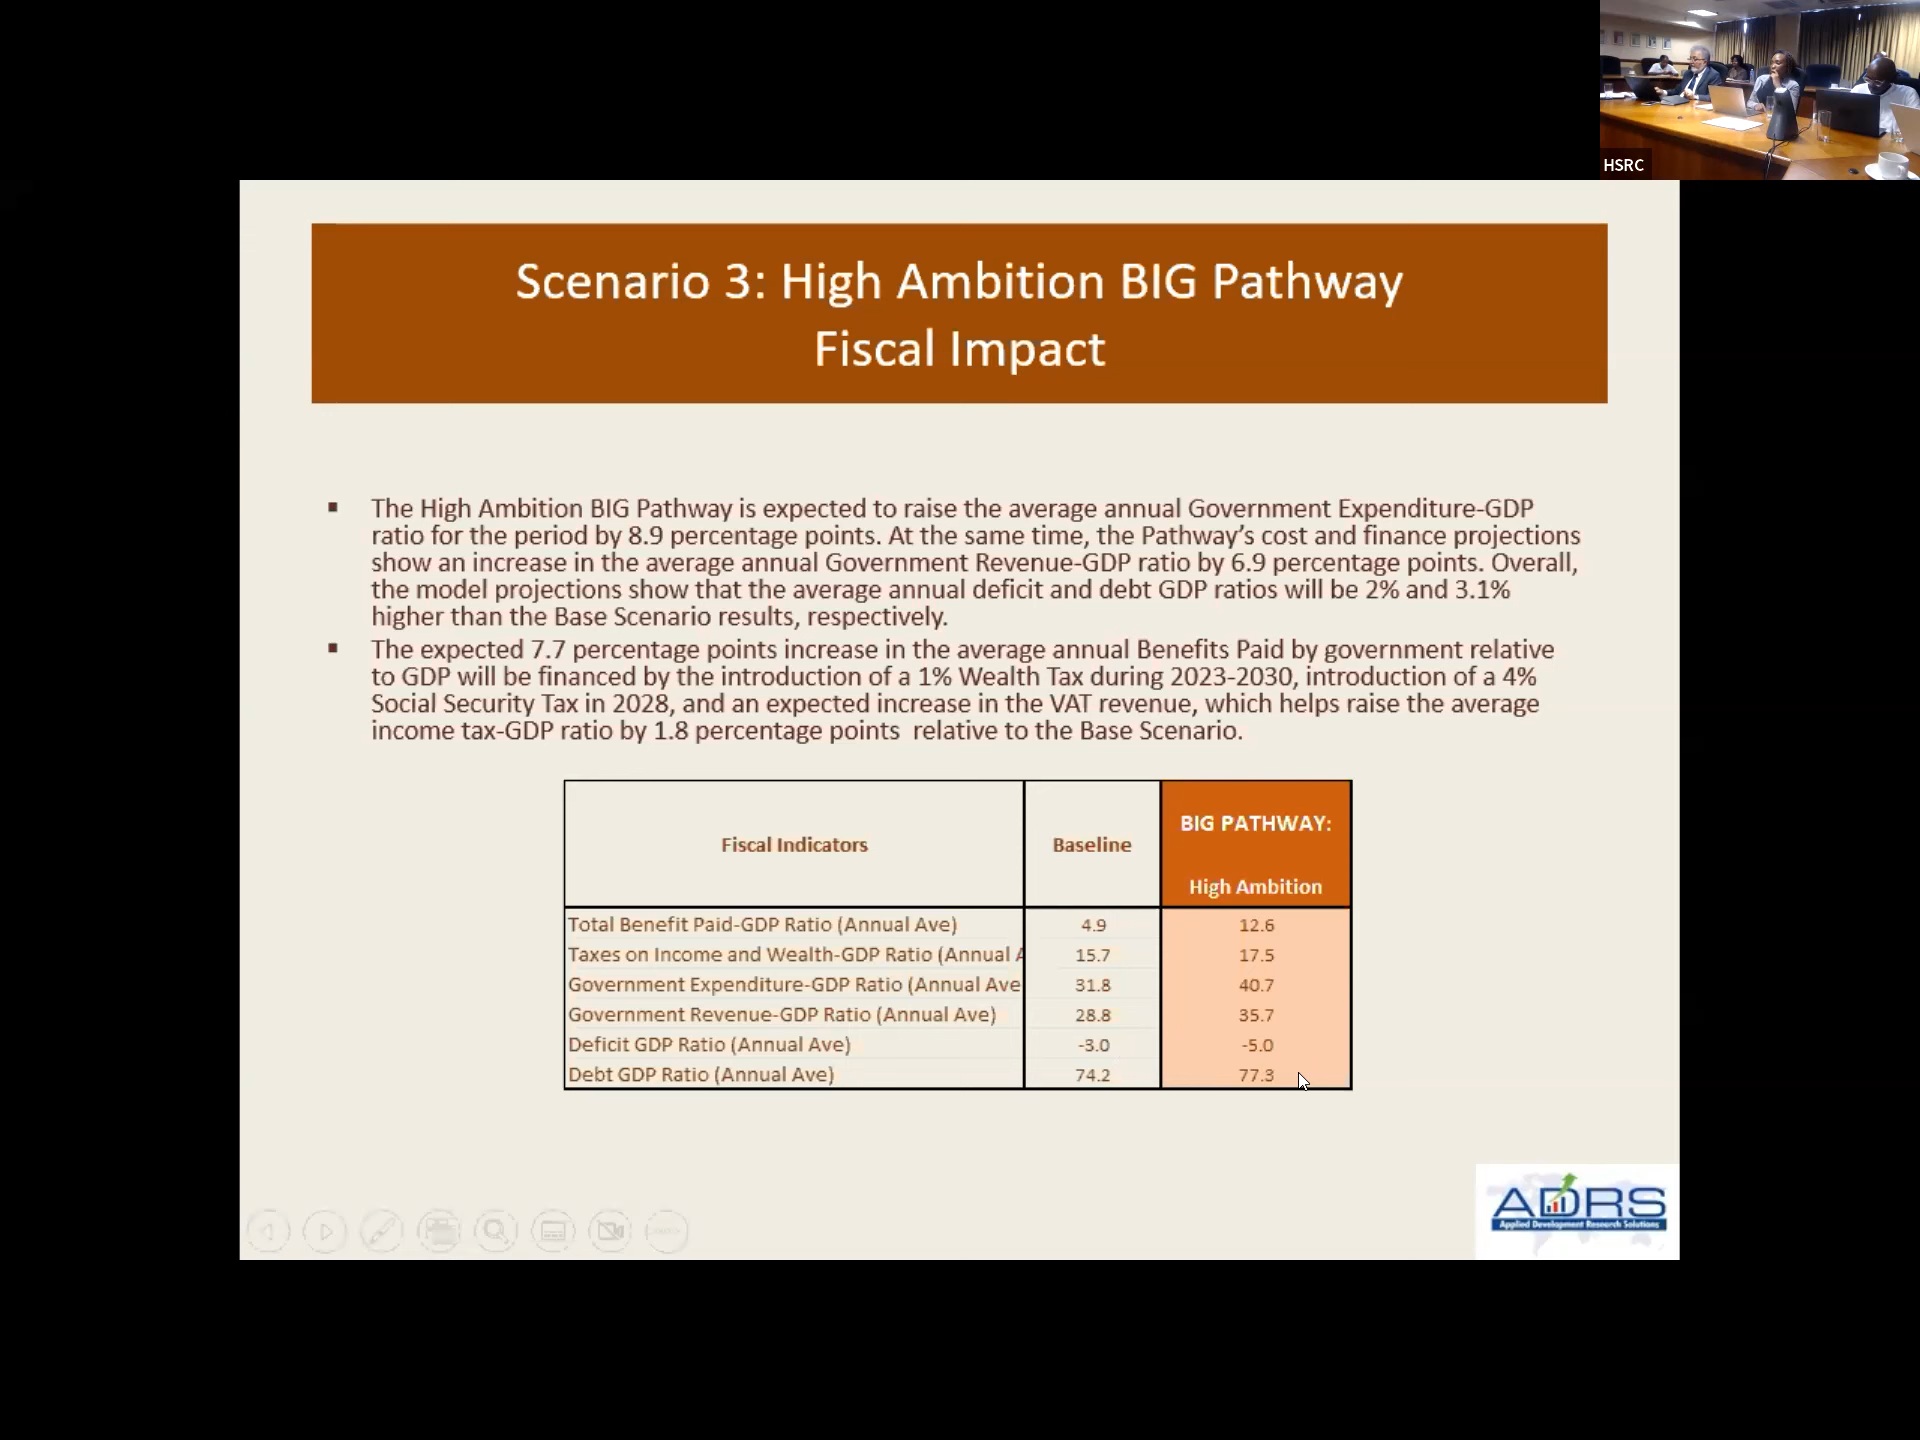 HSRC
Scenario 3: High Ambition BIG Pathway
Fiscal Impact
▪ The High Ambition BIG Pathway is expected to raise the average annual Government Expenditure-GDP
ratio for the period by 8.9 percentage points. At the same time, the Pathway's cost and finance projections
show an increase in the average annual Government Revenue-GDP ratio by 6.9 percentage points. Overall,
the model projections show that the average annual deficit and debt GDP ratios will be 2% and 3.1%
higher than the Base Scenario results, respectively.
▪ The expected 7.7 percentage points increase in the average annual Benefits Paid by government relative
to GDP will be financed by the introduction of a 1% Wealth Tax during 2023-2030, introduction of a 4%
Social Security Tax in 2028, and an expected increase in the VAT revenue, which helps raise the average
income tax-GDP ratio by 1.8 percentage points relative to the Base Scenario.
Fiscal Indicators Baseline BIG PATHWAY:
High Ambition
Total Benefit Paid-GDP Ratio (Annual Ave) 4.9 12.6
Taxes on Income and Wealth-GDP Ratio (Annual A 15.7 17.5
Government Expenditure-GDP Ratio (Annual Ave 31.8 40.7
Government Revenue-GDP Ratio (Annual Ave) 28.8 35.7
Deficit GDP Ratio (Annual Ave) -3.0 -5.0
Debt GDP Ratio (Annual Ave) 74.2 77.3
ADRS
Applied Development Research Solutions